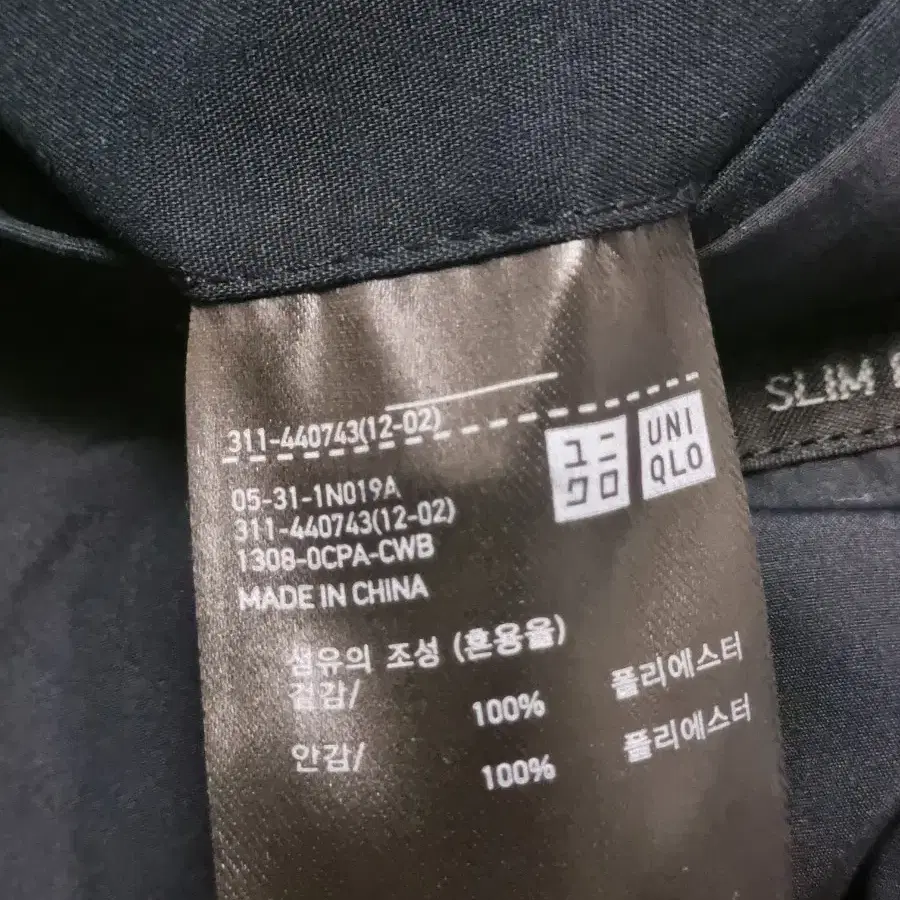 311-440743(12-02)
ユニ
クロ
UNI
QLO
SLIM
05-31-1N019A
311-440743(12-02)
1308-0CPA-CWB
MADE IN CHINA
섬유의 조성 (혼용율)
겉감/ 100% 폴리에스터
안감/ 100% 폴리에스터